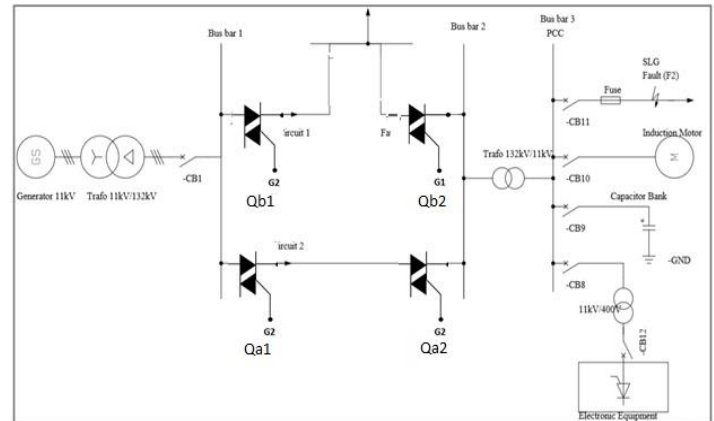 Bus bar 1
Bus bar 2
Bus bar 3
PCC
SLG
Fault (F2)
Fuse
-CB11
ircuit 1
Fa
Induction Motor
GS
M
Trafo 132kV/11kV
-CB1
-CB10
Generator 11kV
Trafo 11kV/132kV
G2
G1
Capacitor Bank
Qb1
Qb2
-CB9
ircuit 2
-GND
-CB8
11kV/400V
G2
G2
Qa1
Qa2
-CB12
Electronic Equipment